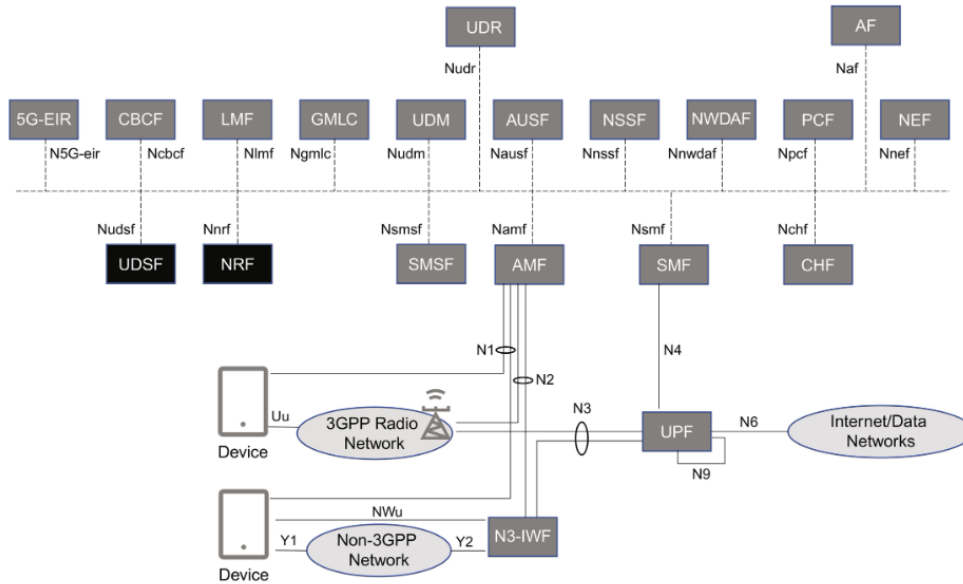 UDR
AF
Nudr
Naf
5G-EIR
CBCF
LMF
GMLC
UDM
AUSF
NSSF
NWDAF
PCF
NEF
N5G-eir
Ncbcf
Nlmf
Ngmlc
Nudm
Nausf
Nnssf
Nnwdaf
Npcf
Nnef
Nudsf
Nnrf
Nsmsf
Namf
Nsmf
Nchf
UDSF
NRF
SMSF
AMF
SMF
CHF
N1
N4
N2
Uu
3GPP Radio
Network
N3
UPF
N6
Internet/Data
Networks
Device
N9
NWu
Y1
Non-3GPP
Network
Y2
N3-IWF
Device